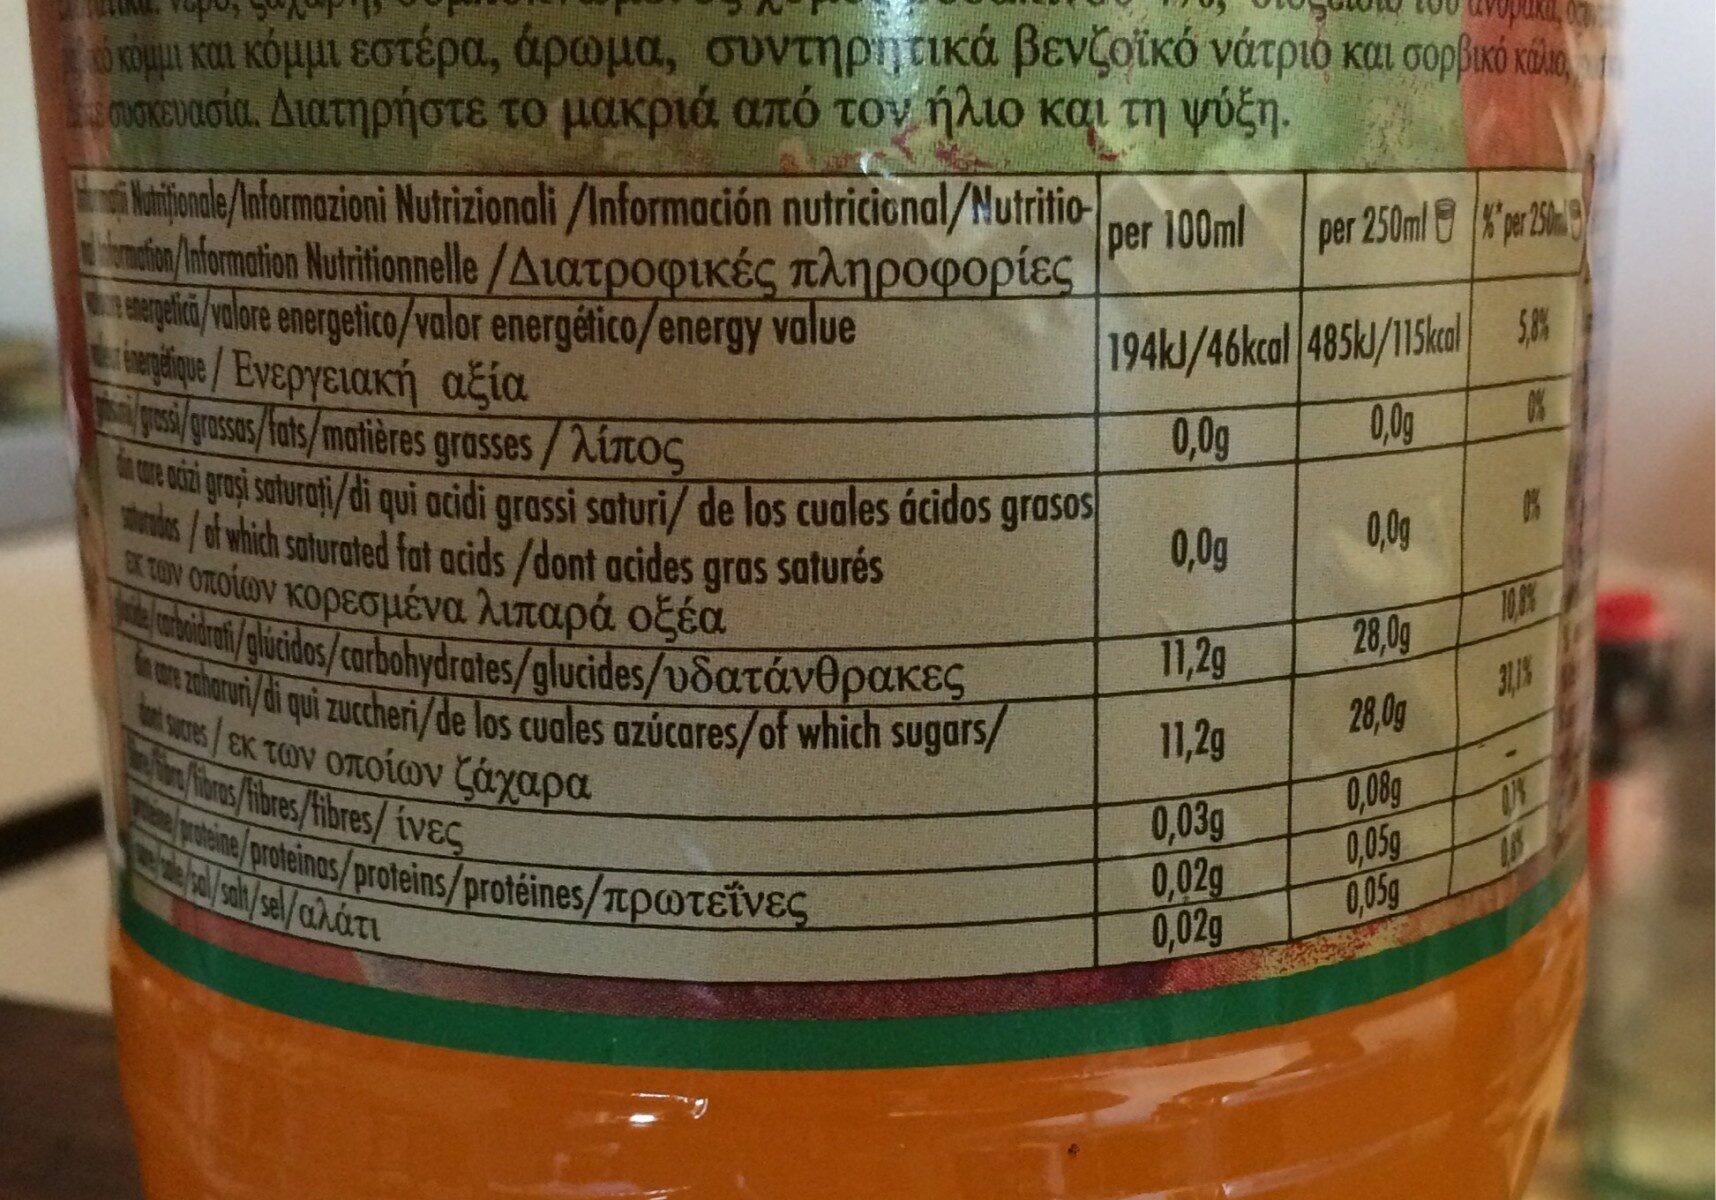 κόμμι και κόμμι εστέρα, άρωμα, συντηρητικά βενζοϊκό νάτριο και σορβικό κάλιο,
συσκευασία. Διατηρήστε το μακριά από τον ήλιο και τη ψύξη.
Nutriționale/Informazioni Nutrizionali /Información nutricional/Nutritio- per 100ml per 250ml %* per 250ml
nal Information/Information Nutritionnelle /Διατροφικές πληροφορίες
energetică/valore energetico/valor energético/energy value 194kJ/46kcal 485kJ/115kcal 5,8%
énergétique / Ενεργειακή αξία
/grassi/grassas/fats/matières grasses / λίπος 0,0g 0,0g 0%
din care acizi grași saturați/di qui acidi grassi saturi/ de los cuales ácidos grasos 0,0g 0,0g 0%
saturados / of which saturated fat acids /dont acides gras saturés
εκ των οποίων κορεσμένα λιπαρά οξέα
glucide/carboidrati/glúcidos/carbohydrates/glucides/υδατάνθρακες 11,2g 28,0g 10,8%
din care zaharuri/di qui zuccheri/de los cuales azúcares/of which sugars/ 11,2g 28,0g 31,1%
dont sucres / εκ των οποίων ζάχαρα
fibre/fibra/fibras/fibres/fibres/ ίνες 0,03g 0,08g -
proteine/proteine/proteinas/proteins/protéines/πρωτεΐνες 0,02g 0,05g 0,1%
sare/sale/sal/salt/sel/αλάτι 0,02g 0,05g 0,8%